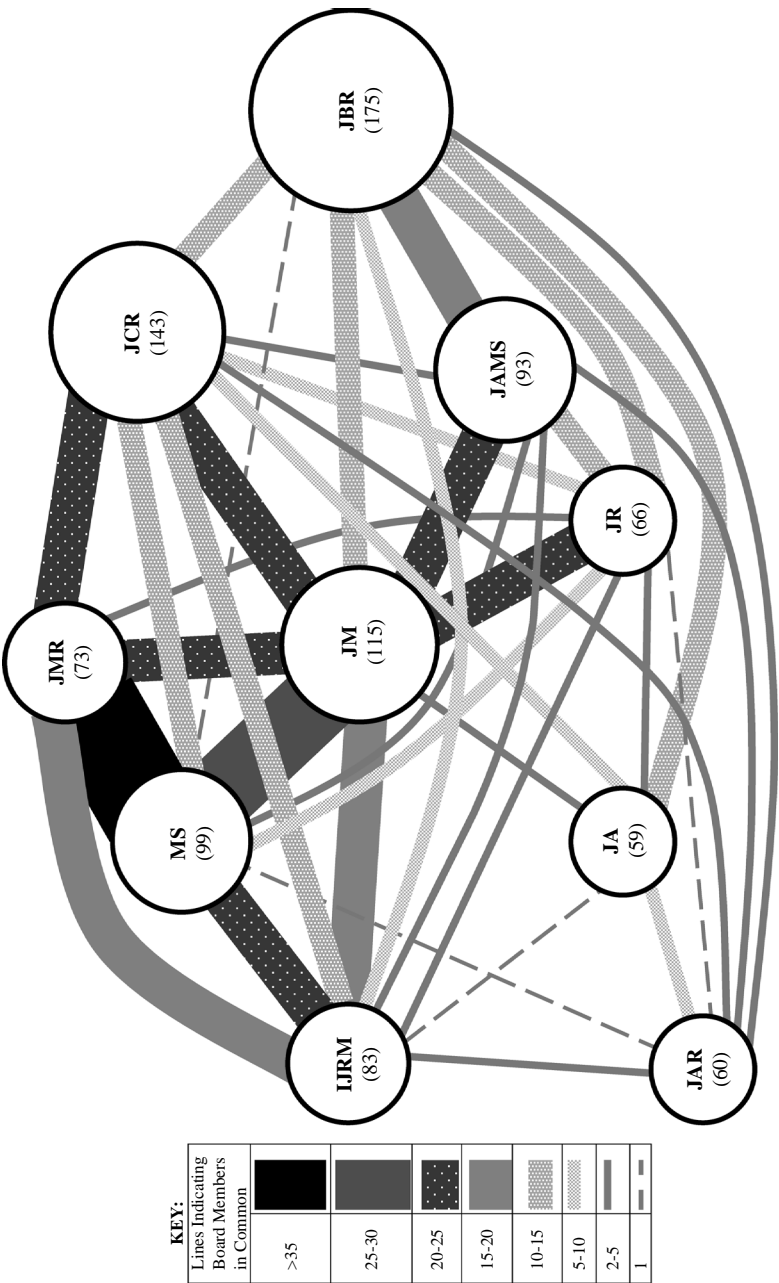 JBR
(175)
JCR
(143)
JAMS
(93)
JR
(66)
JMR
(73)
JM
(115)
MS
(99)
JA
(59)
IJRM
(83)
JAR
(60)
KEY:
Lines Indicating
Board Members
in Common
>35
25-30
20-25
15-20
10-15
5-10
2-5
1